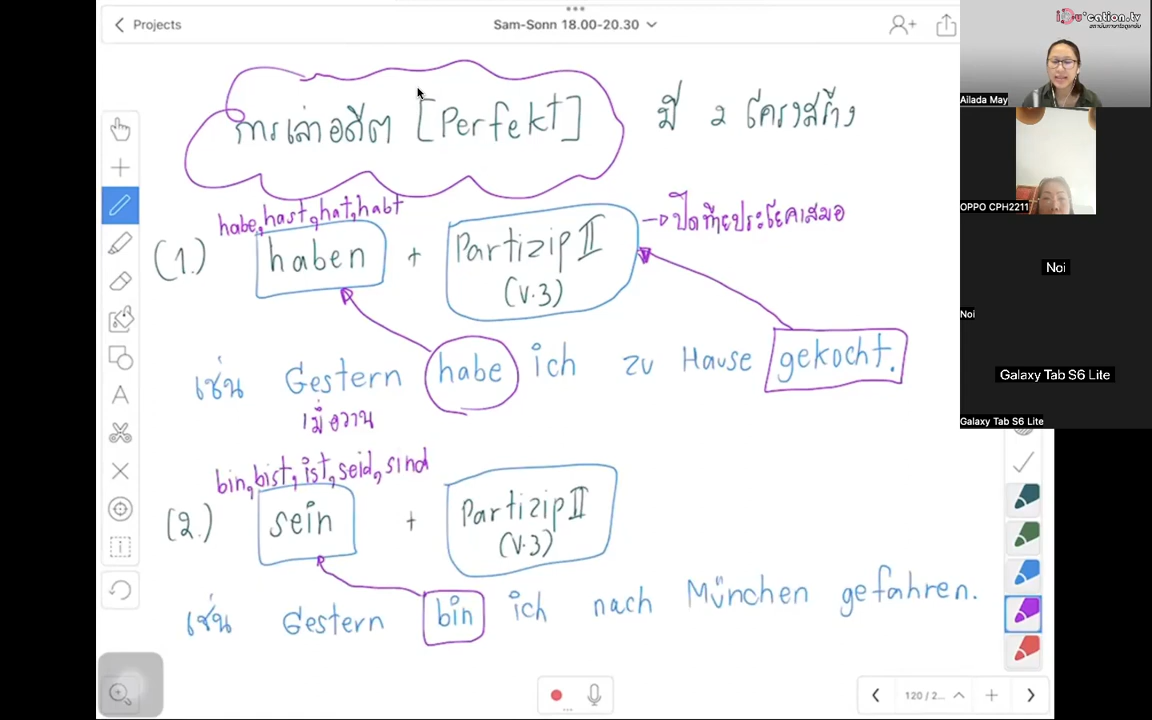 Projects
Sam-Sonn 18.00-20.30
การเล่าอดีต [Perfekt] มี 2 โครงสร้าง
habe, hast, hat, habt
(1.) haben + Partizip II (V.3) → ปิดท้ายประโยคเสมอ
เช่น Gestern habe ich zu Hause gekocht.
เมื่อวาน
bin, bist, ist, seid, sind
(2.) sein + Partizip II (V.3)
เช่น Gestern bin ich nach München gefahren.
120 / 2...
Ailada May
OPPO CPH2211
Noi
Noi
Galaxy Tab S6 Lite
Galaxy Tab S6 Lite